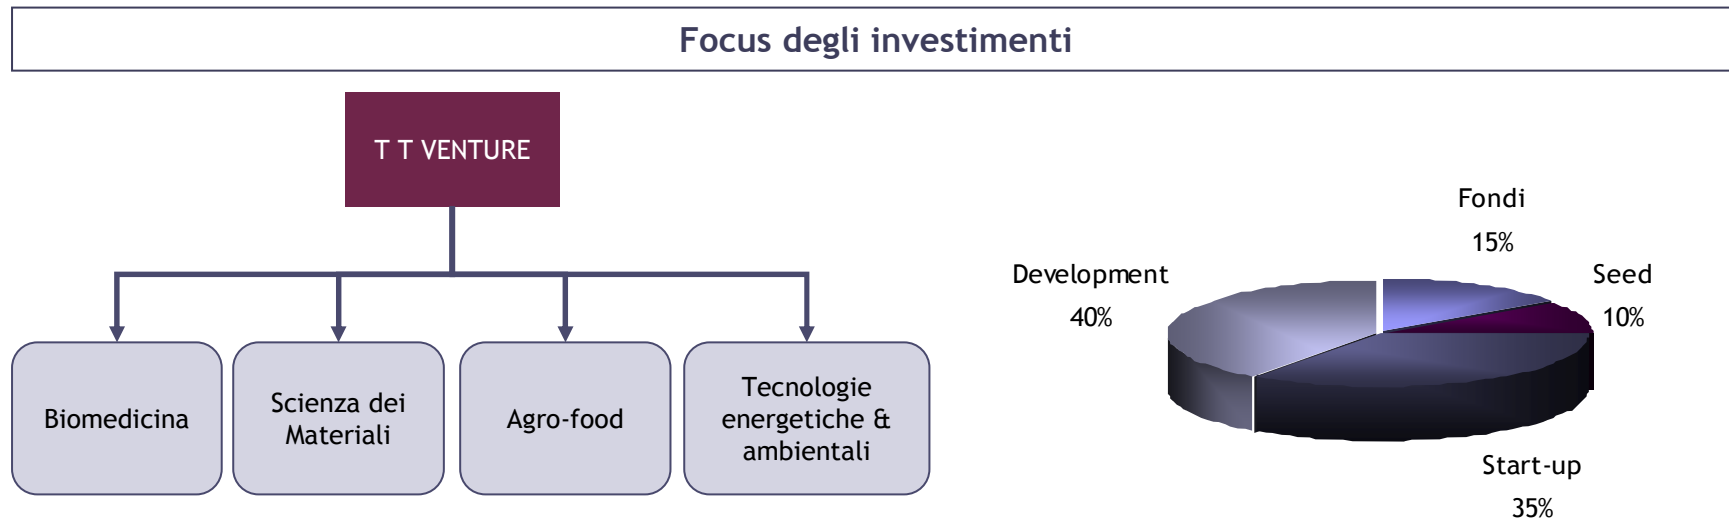 Focus degli investimenti
T T VENTURE
Biomedicina
Scienza dei
Materiali
Agro-food
Tecnologie
energetiche &
ambientali
Fondi
15%
Seed
10%
Development
40%
Start-up
35%